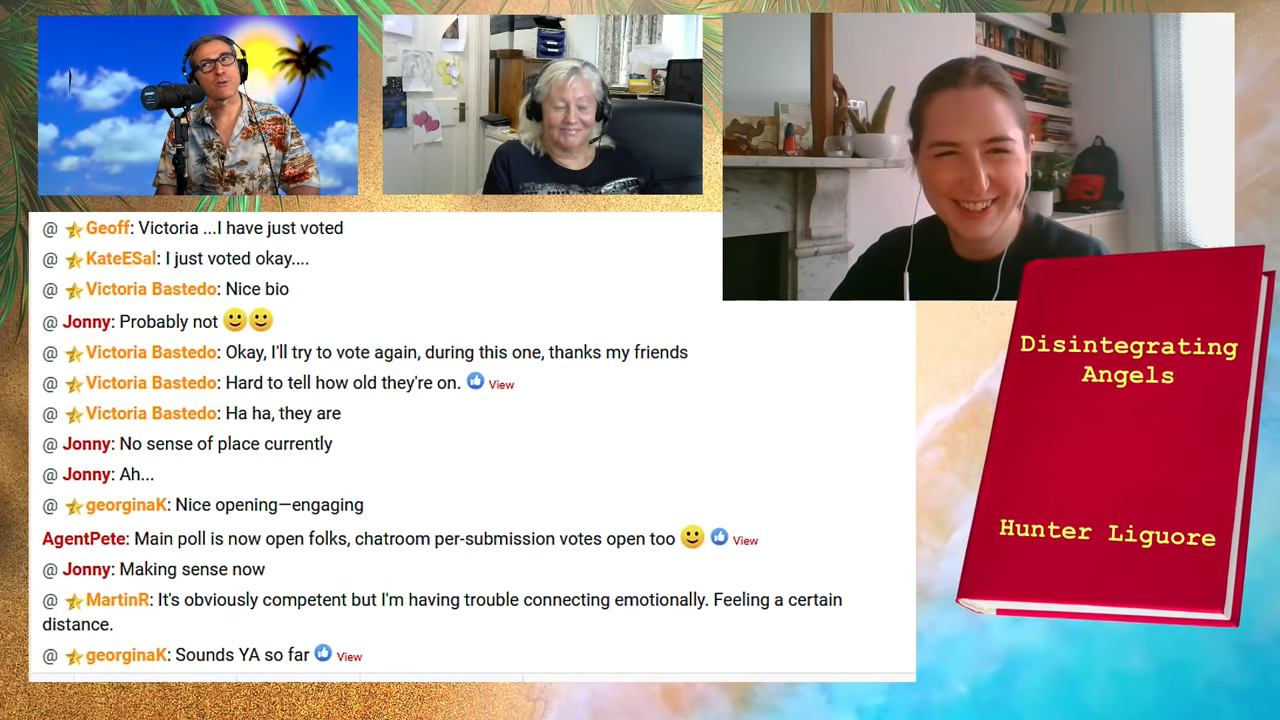 @ Geoff: Victoria ...I have just voted
@ KateESal: I just voted okay....
@ Victoria Bastedo: Nice bio
@ Jonny: Probably not
@ Victoria Bastedo: Okay, I'll try to vote again, during this one, thanks my friends
@ Victoria Bastedo: Hard to tell how old they're on. View
@ Victoria Bastedo: Ha ha, they are
@ Jonny: No sense of place currently
@ Jonny: Ah...
@ georginaK: Nice opening—engaging
AgentPete: Main poll is now open folks, chatroom per-submission votes open too View
@ Jonny: Making sense now
@ MartinR: It's obviously competent but I'm having trouble connecting emotionally. Feeling a certain
distance.
@ georginaK: Sounds YA so far View
Disintegrating
Angels
Hunter Liguore